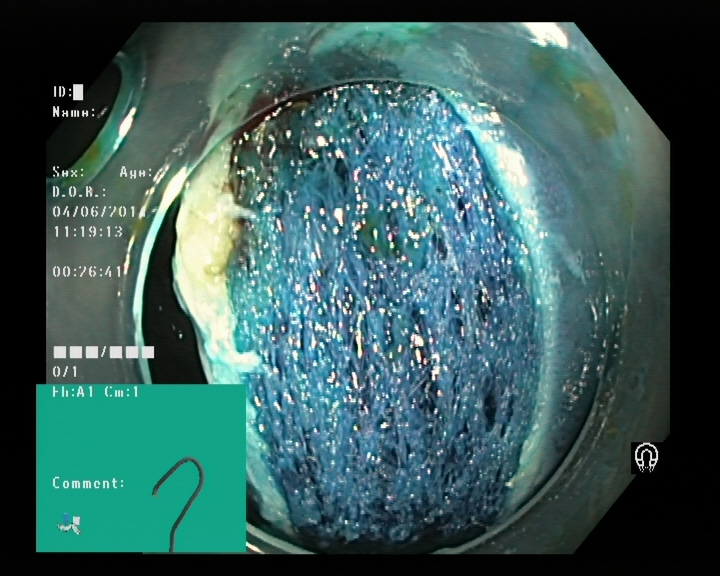 ID:
Name:
Sex: Age:
D.O.B.:
04/06/201
11:19:13
00:26:41
0/1
Eh:A1 Cm:1
Comment: